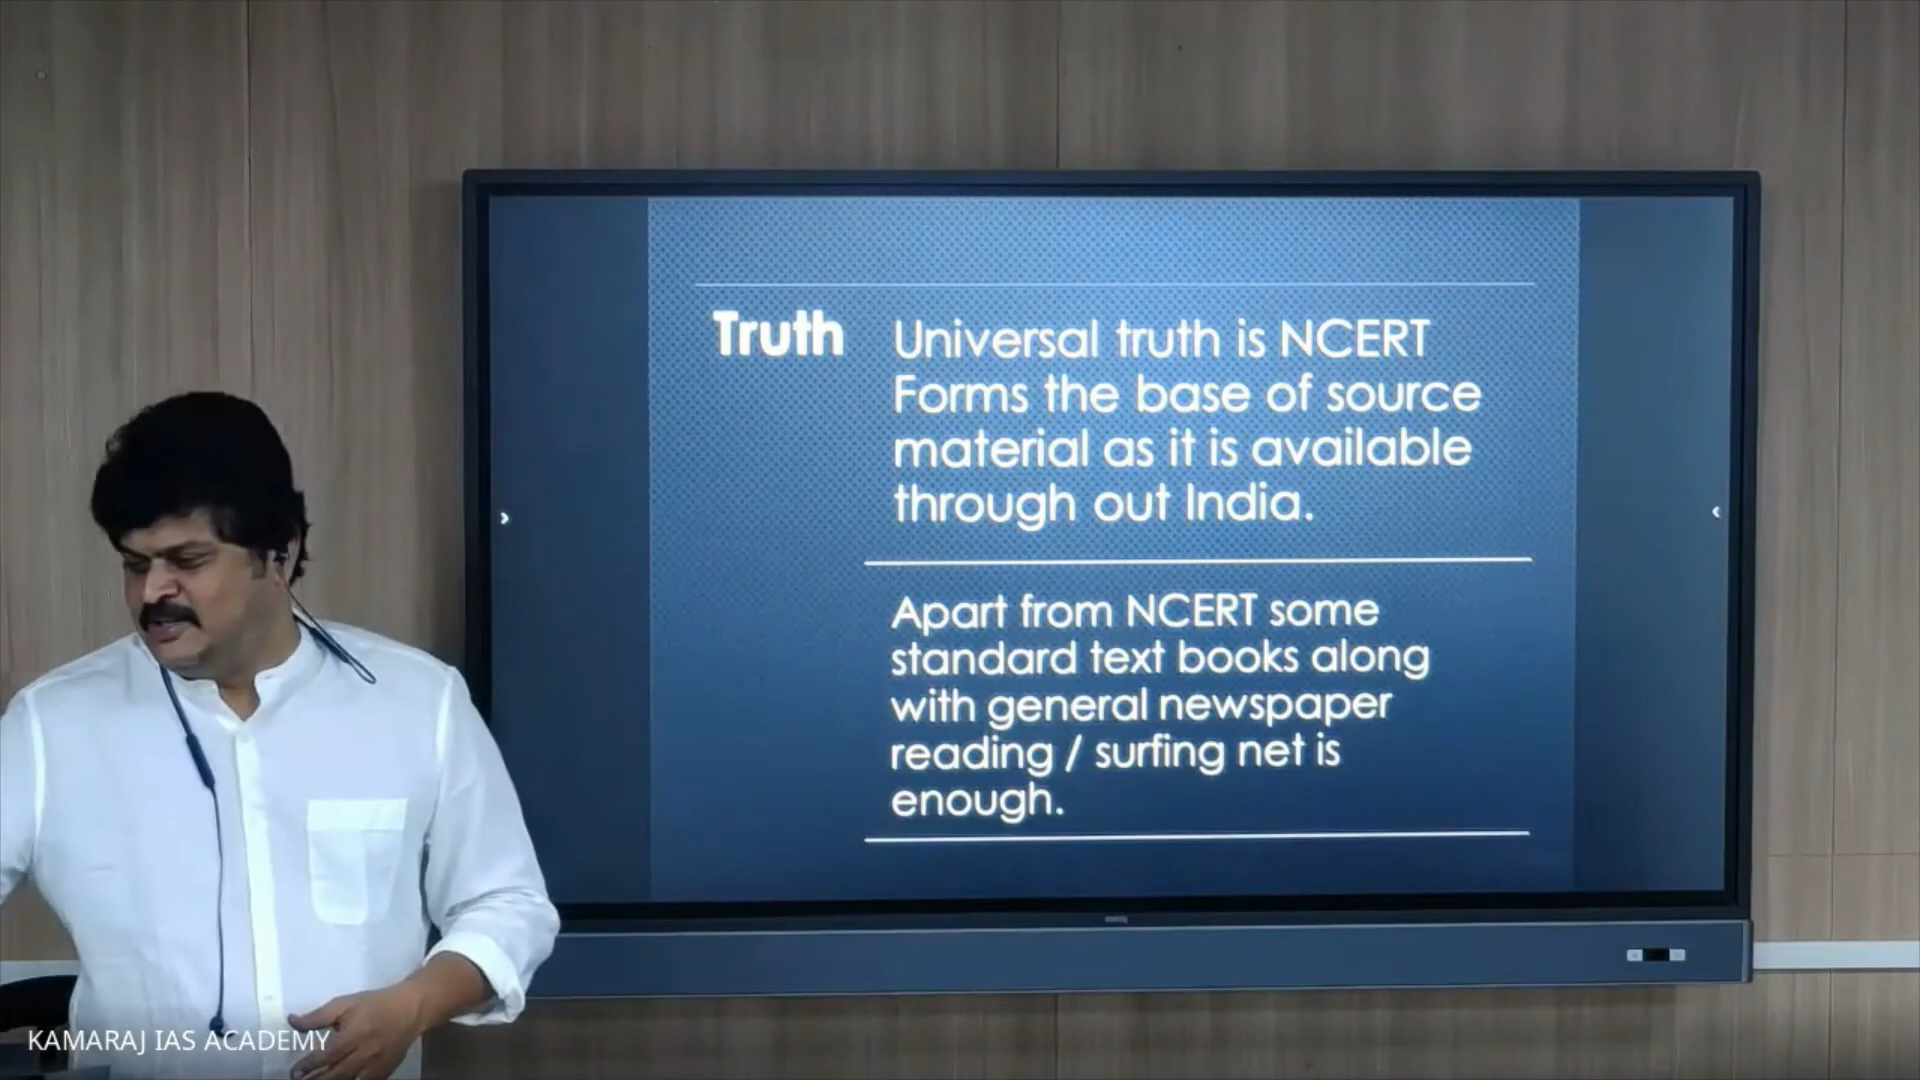 Truth
Universal truth is NCERT
Forms the base of source
material as it is available
through out India.
Apart from NCERT some
standard text books along
with general newspaper
reading / surfing net is
enough.
KAMARAJ IAS ACADEMY